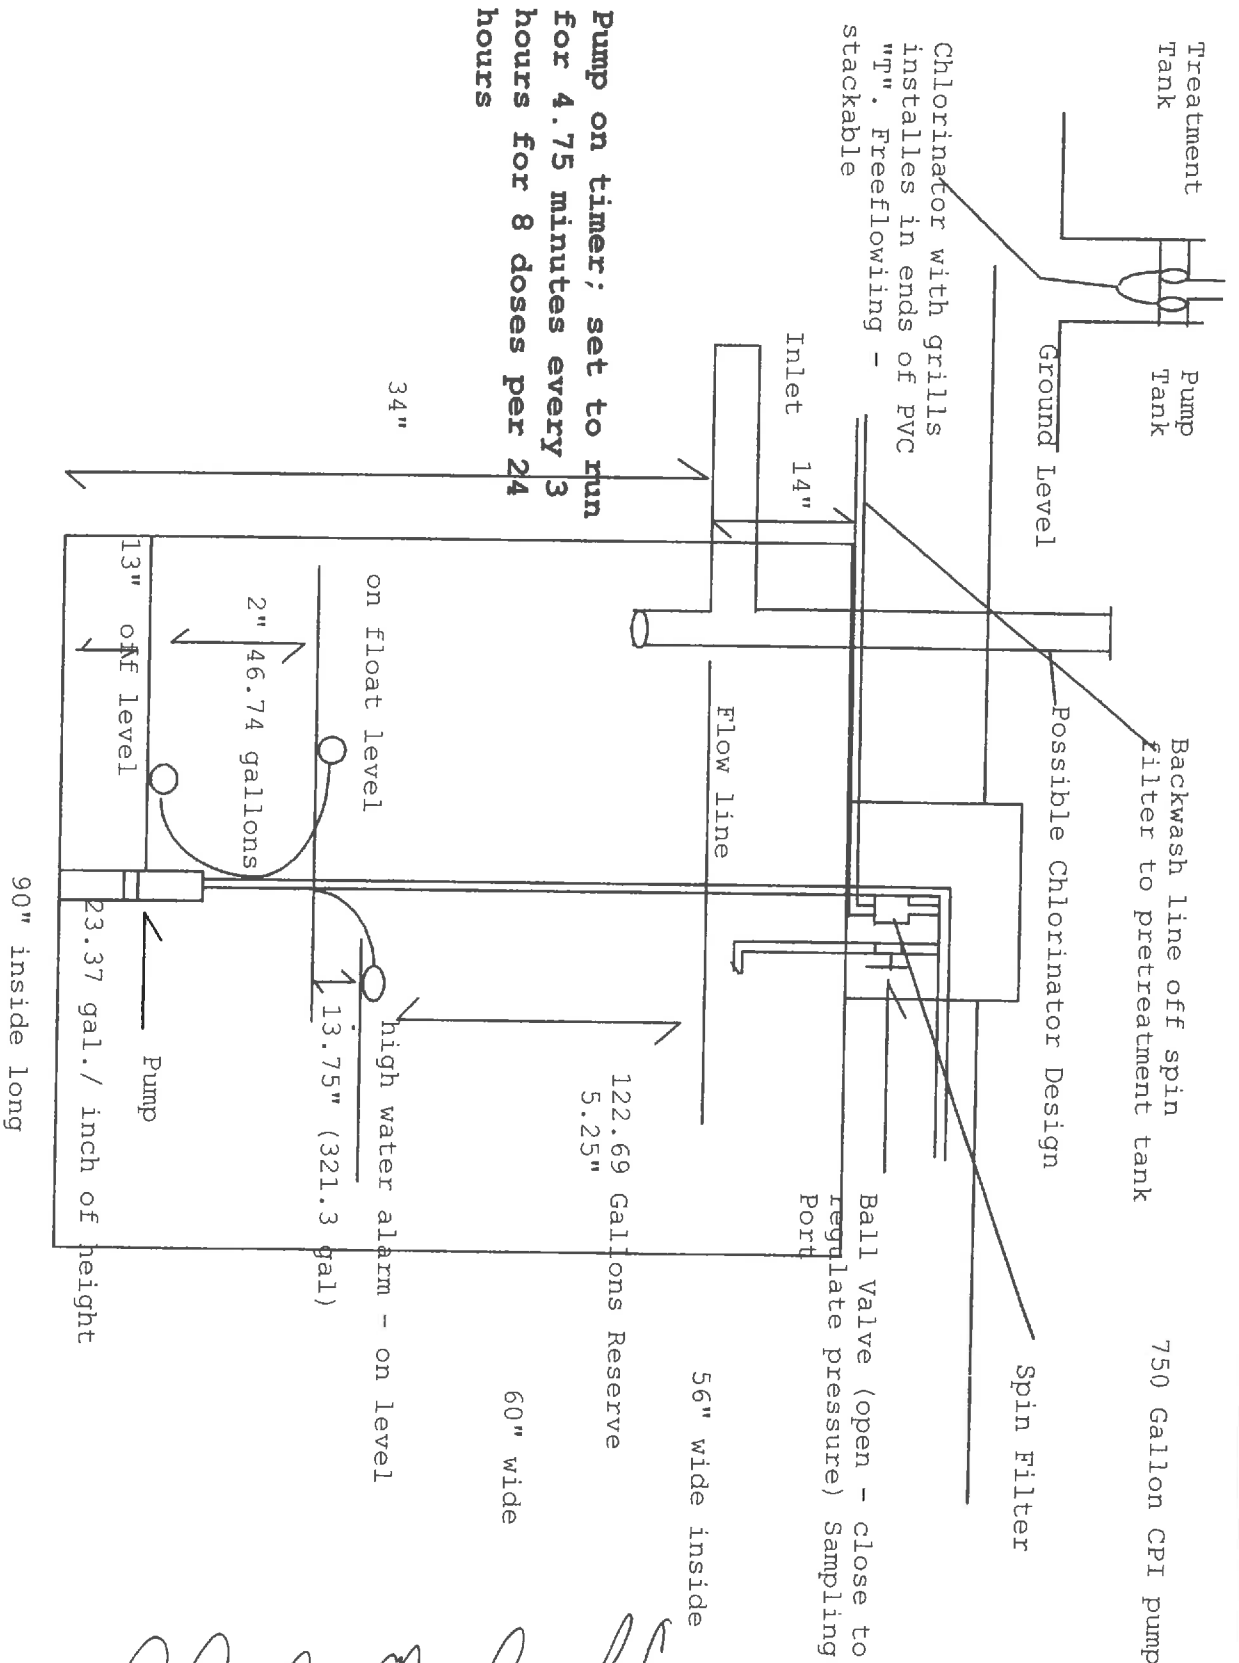 Treatment
Tank
Pump
Tank
750 Gallon CPI pump
Chlorinator with grills
installes in ends of PVC
"T". Freeflowiing -
stackable
Ground Level
Backwash line off spin
filter to pretreatment tank
Possible Chlorinator Design
Spin Filter
Inlet
14"
Flow line
Ball Valve (open - close to
regulate pressure) Sampling
Port
Pump on timer; set to run
for 4.75 minutes every 3
hours for 8 doses per 24
hours
34"
122.69 Gallons Reserve
5.25"
56" wide inside
60" wide
on float level
high water alarm - on level
13.75" (321.3 gal)
2" 46.74 gallons
13" off level
Pump
23.37 gal./ inch of height
90" inside long